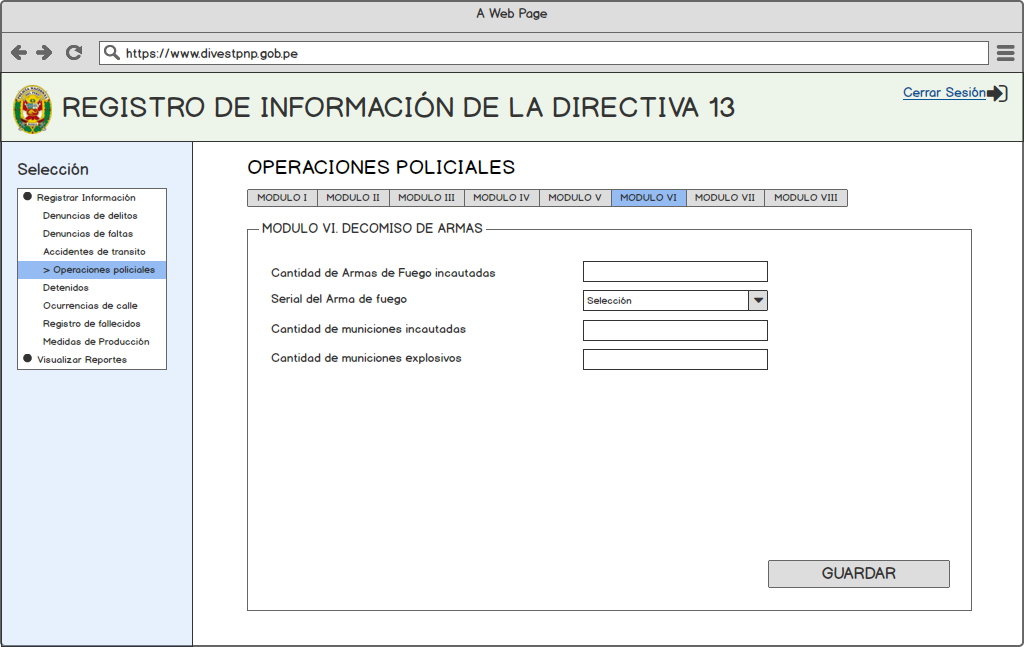 A Web Page
https://www.divestpnp.gob.pe
REGISTRO DE INFORMACIÓN DE LA DIRECTIVA 13
Cerrar Sesión
Selección
Registrar Información
Denuncias de delitos
Denuncias de faltas
Accidentes de transito
> Operaciones policiales
Detenidos
Ocurrencias de calle
Registro de fallecidos
Medidas de Producción
Visualizar Reportes
OPERACIONES POLICIALES
MODULO I MODULO II MODULO III MODULO IV MODULO V MODULO VI MODULO VII MODULO VIII
MODULO VI. DECOMISO DE ARMAS
Cantidad de Armas de Fuego incautadas
Serial del Arma de fuego Selección
Cantidad de municiones incautadas
Cantidad de municiones explosivos
GUARDAR